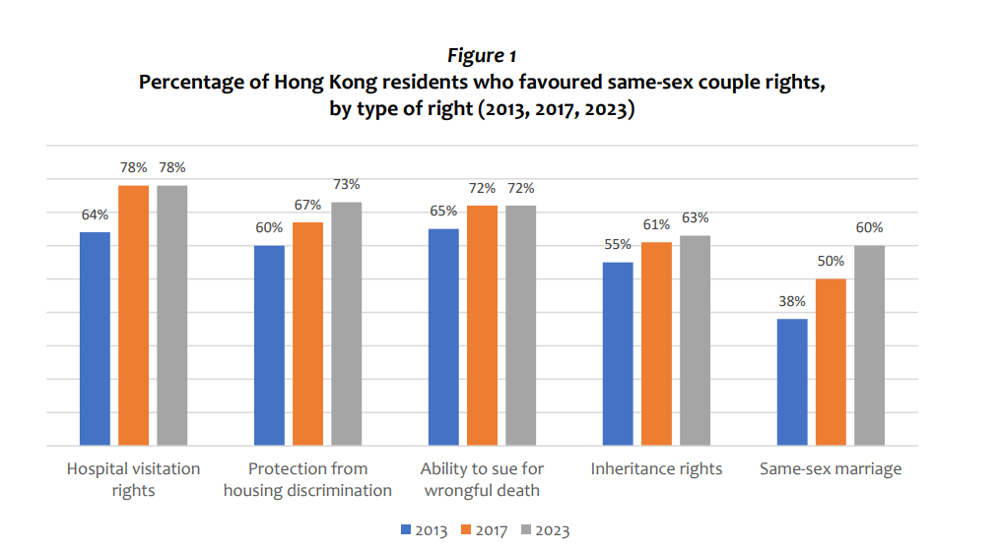 Figure 1
Percentage of Hong Kong residents who favoured same-sex couple rights,
by type of right (2013, 2017, 2023)
64%
78%
78%
60%
67%
73%
65%
72%
72%
55%
61%
63%
38%
50%
60%
Hospital visitation
rights
Protection from
housing discrimination
Ability to sue for
wrongful death
Inheritance rights
Same-sex marriage
2013 2017 2023